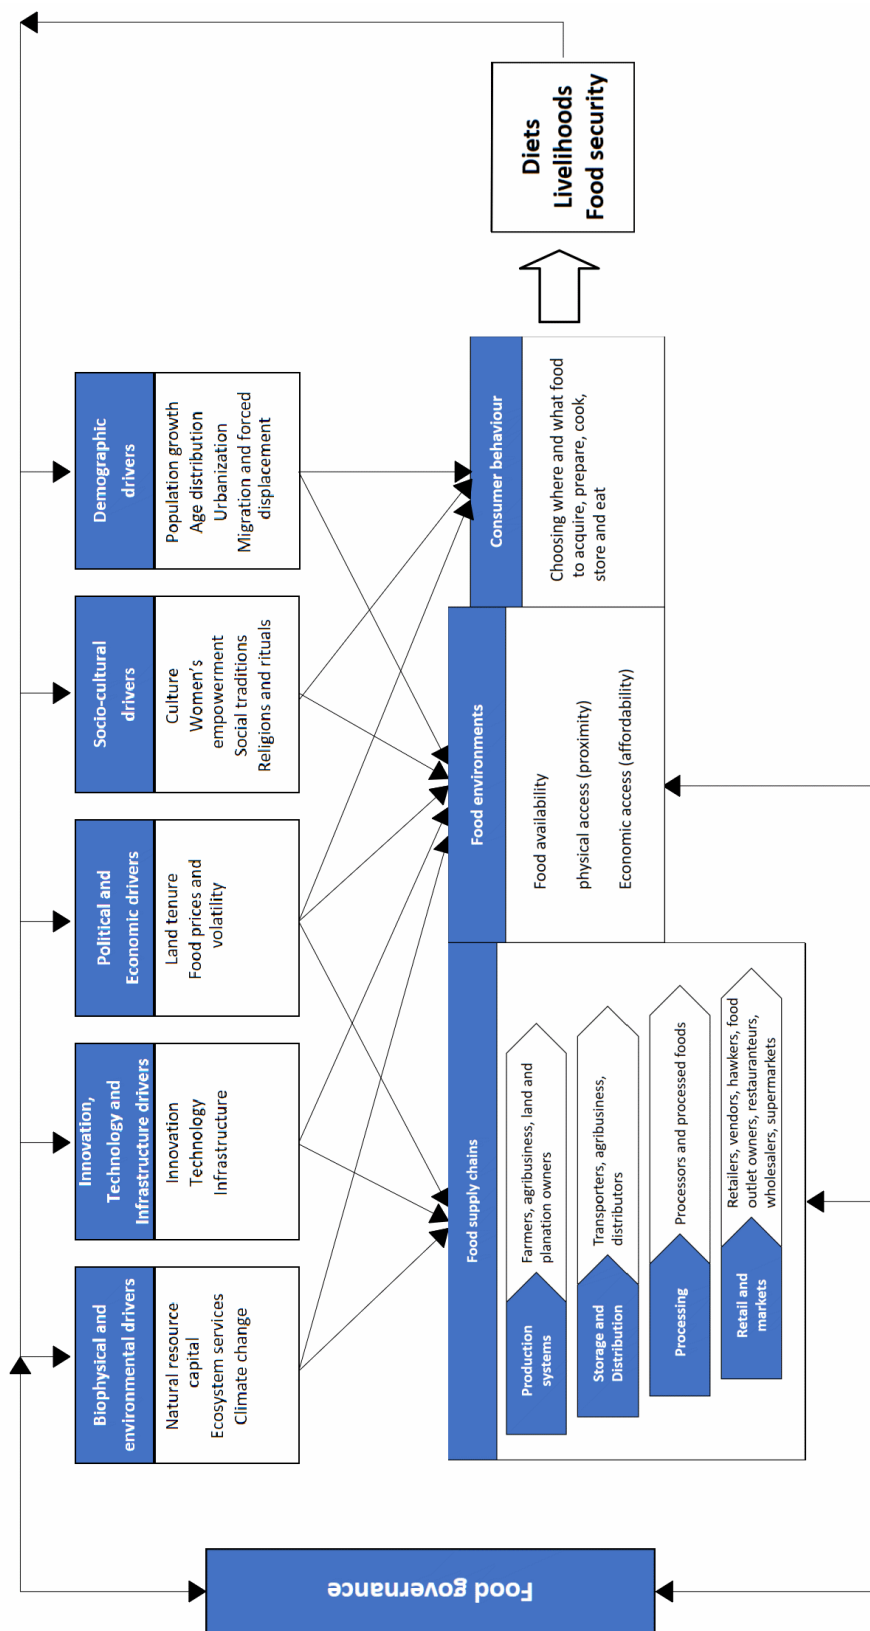 Food governance
Biophysical and
environmental drivers
Natural resource
capital
Ecosystem services
Climate change
Innovation,
Technology and
Infrastructure drivers
Innovation
Technology
Infrastructure
Political and
Economic drivers
Land tenure
Food prices and
volatility
Socio-cultural
drivers
Culture
Women's
empowerment
Social traditions
Religions and rituals
Demographic
drivers
Population growth
Age distribution
Urbanization
Migration and forced
displacement
Food supply chains
Production
systems
Farmers, agribusiness, land and
planation owners
Storage and
Distribution
Transporters, agribusiness,
distributors
Processing
Processors and processed foods
Retail and
markets
Retailers, vendors, hawkers, food
outlet owners, restauranteurs,
wholesalers, supermarkets
Food environments
Food availability
physical access (proximity)
Economic access (affordability)
Consumer behaviour
Choosing where and what food
to acquire, prepare, cook,
store and eat
Diets
Livelihoods
Food security